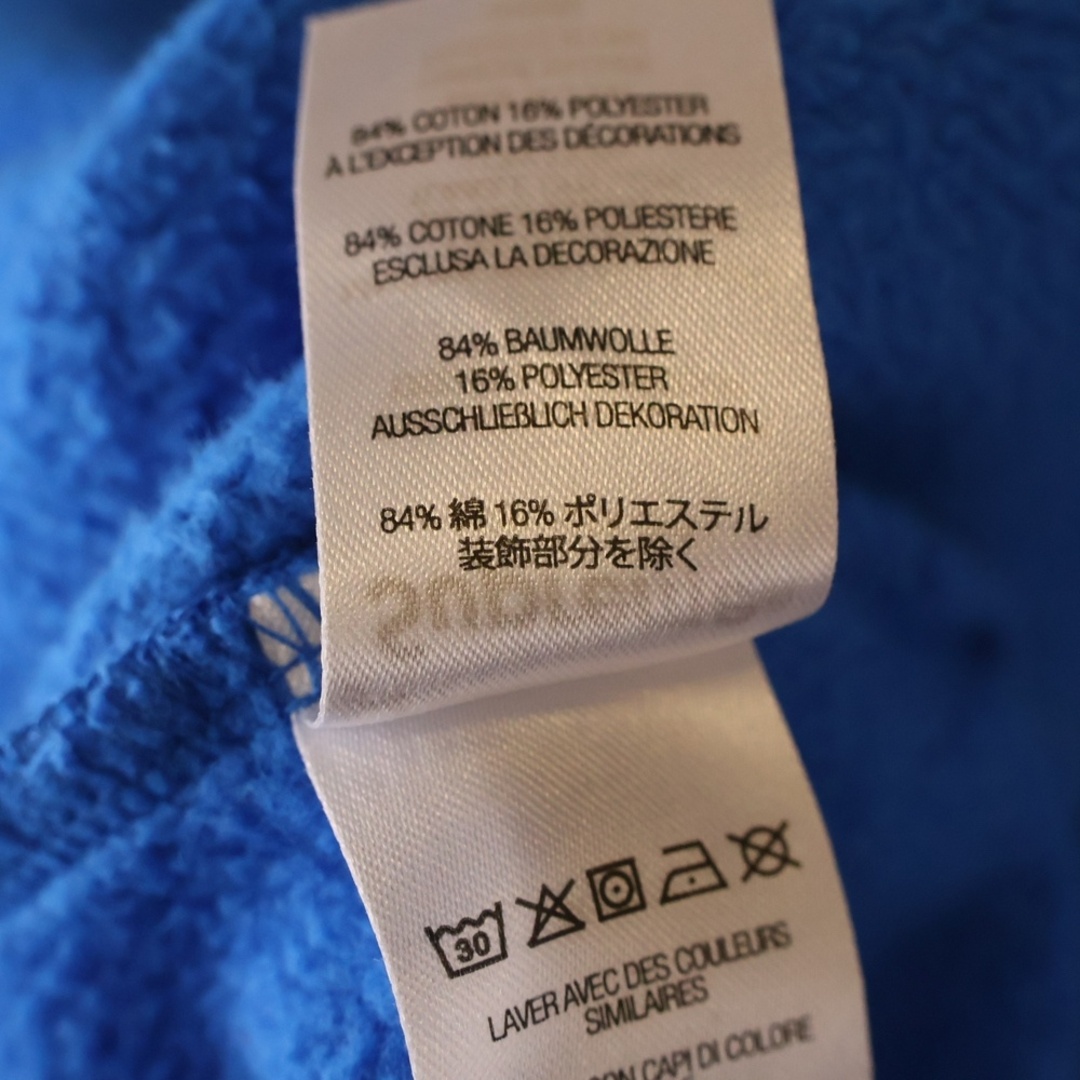 84% COTON 16% POLYESTER
À L'EXCEPTION DES DÉCORATIONS
84% COTONE 16% POLIESTERE
ESCLUSA LA DECORAZIONE
84% BAUMWOLLE
16% POLYESTER
AUSSCHLIEßLICH DEKORATION
84% 綿 16% ポリエステル
装飾部分を除く
30
LAVER AVEC DES COULEURS
SIMILAIRES
CON CAPI DI COLORE